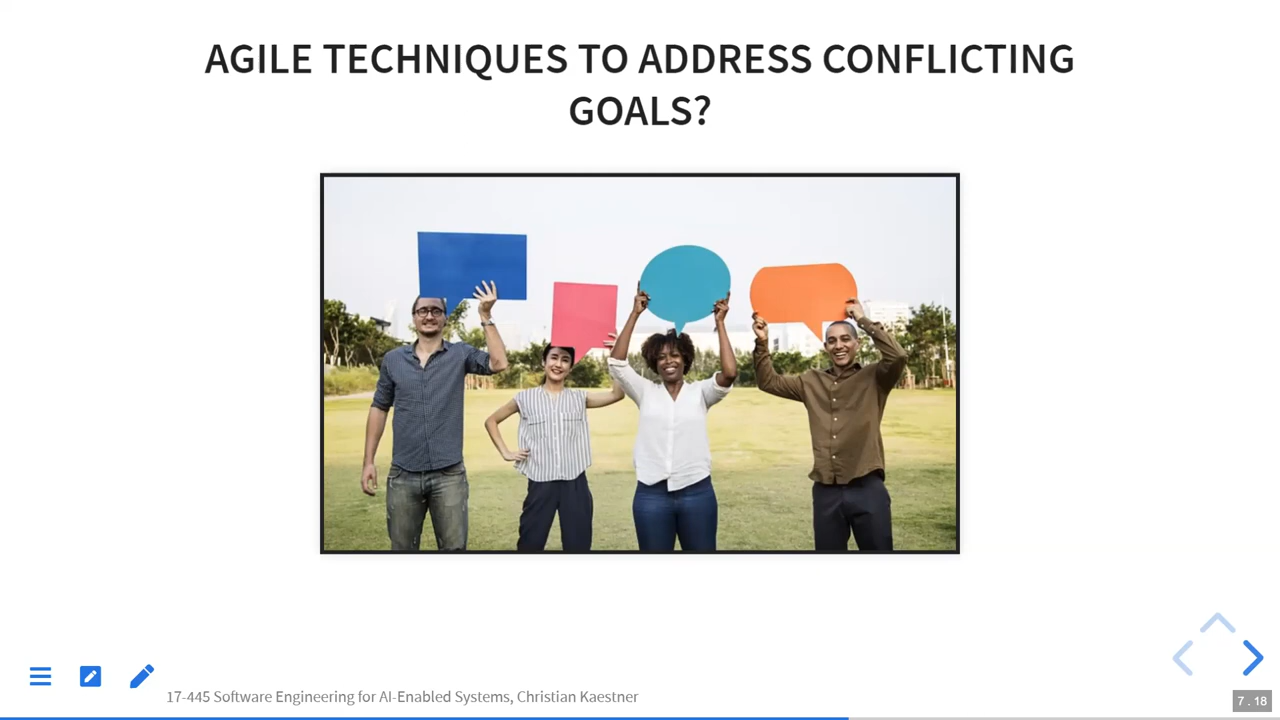 AGILE TECHNIQUES TO ADDRESS CONFLICTING
GOALS?
17-445 Software Engineering for AI-Enabled Systems, Christian Kaestner
7 . 18